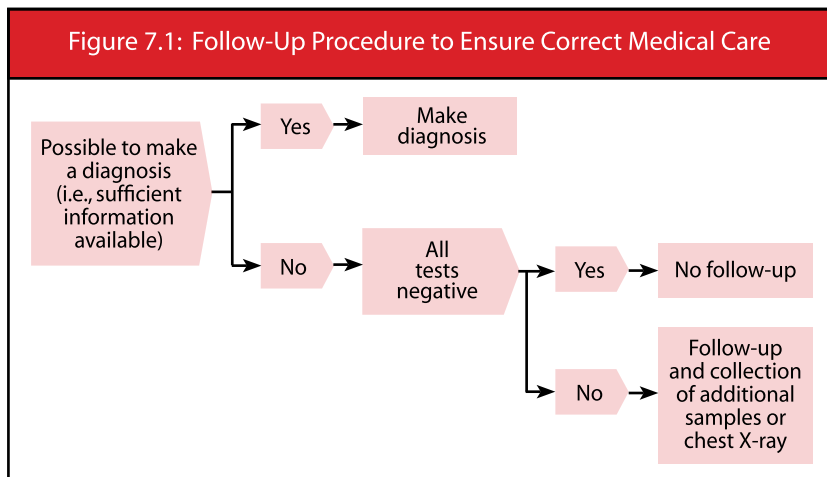 Figure 7.1: Follow-Up Procedure to Ensure Correct Medical Care
Possible to make
a diagnosis
(i.e., sufficient
information
available)
Yes
Make
diagnosis
No
All
tests
negative
Yes
No follow-up
No
Follow-up
and collection
of additional
samples or
chest X-ray